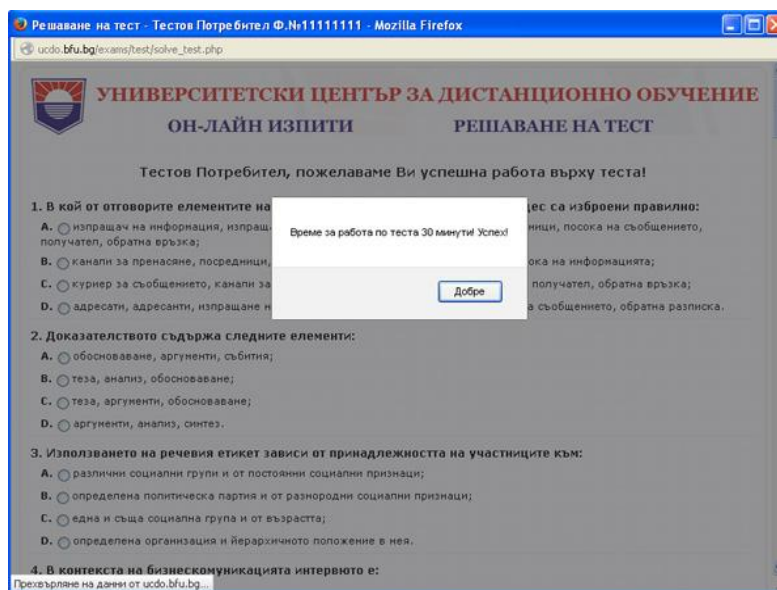 Решаване на тест - Тестов Потребител Ф.№11111111 - Mozilla Firefox
ucdo.bfu.bg/exams/test/solve_test.php
УНИВЕРСИТЕТСКИ ЦЕНТЪР ЗА ДИСТАНЦИОННО ОБУЧЕНИЕ
ОН-ЛАЙН ИЗПИТИ РЕШАВАНЕ НА ТЕСТ
Тестов Потребител, пожелаваме Ви успешна работа върху теста!
1. В кой от отговорите елементите на ес са изброени правилно:
A. изпращач на информация, изпращ ници, посока на съобщението,
получател, обратна връзка;
B. канали за пренасяне, посредници, ока на информацията;
C. куриер за съобщението, канали за получател, обратна връзка;
D. адресати, адресанти, изпращане н а съобщението, обратна разписка.
Време за работа по теста 30 минути! Успех!
Добре
2. Доказателството съдържа следните елементи:
A. обосноваване, аргументи, събития;
B. теза, анализ, обосноваване;
C. теза, аргументи, обосноваване;
D. аргументи, анализ, синтез.
3. Използването на речевия етикет зависи от принадлежността на участниците към:
A. различни социални групи и от постоянни социални признаци;
B. определена политическа партия и от разнородни социални признаци;
C. една и съща социална група и от възрастта;
D. определена организация и йерархичното положение в нея.
4. В контекста на бизнескомуникацията интервюто е:
Прехвърляне на данни от ucdo.bfu.bg...